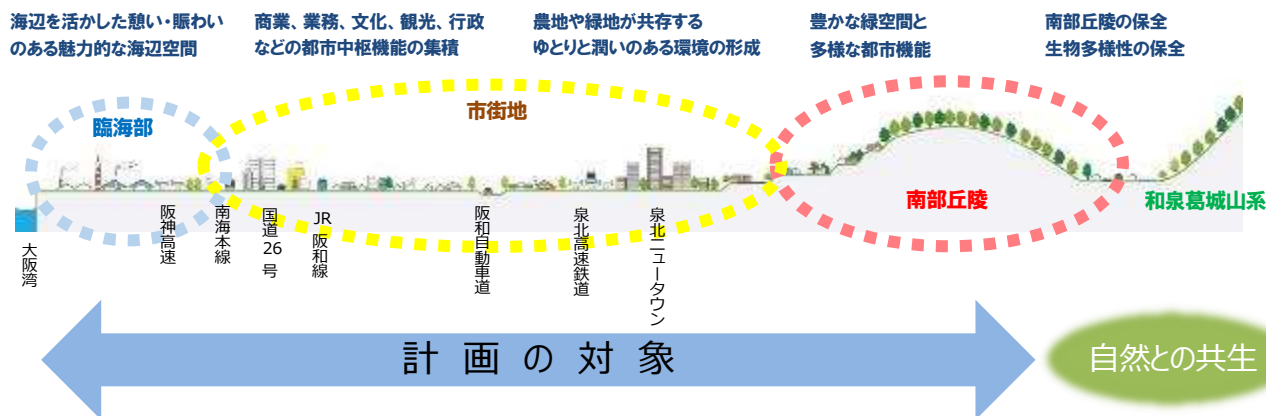 海辺を活かした憩い・賑わい
のある魅力的な海辺空間
商業、業務、文化、観光、行政
などの都市中枢機能の集積
農地や緑地が共存する
ゆとりと潤いのある環境の形成
豊かな緑空間と
多様な都市機能
南部丘陵の保全
生物多様性の保全
臨海部
市街地
南部丘陵
和泉葛城山系
大阪湾
阪神高速
南海本線
国道26号
JR阪和線
阪和自動車道
泉北高速鉄道
泉北ニュータウン
計画の対象
自然との共生